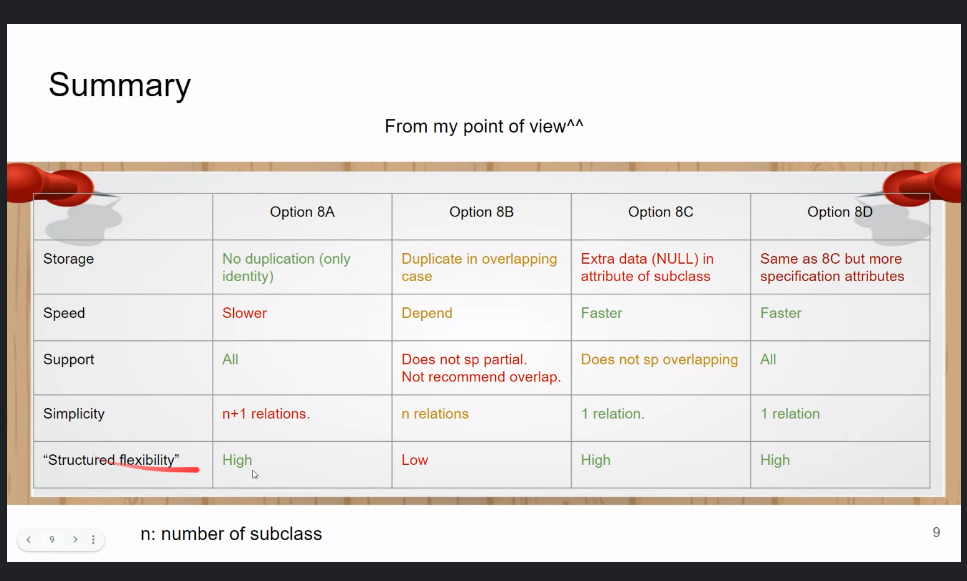 Summary
From my point of view^^
Option 8A
Option 8B
Option 8C
Option 8D
Storage
No duplication (only
identity)
Duplicate in overlapping
case
Extra data (NULL) in
attribute of subclass
Same as 8C but more
specification attributes
Speed
Slower
Depend
Faster
Faster
Support
All
Does not sp partial.
Not recommend overlap.
Does not sp overlapping
All
Simplicity
n+1 relations.
n relations
1 relation.
1 relation
“Structured flexibility”
High
Low
High
High
9
n: number of subclass
9